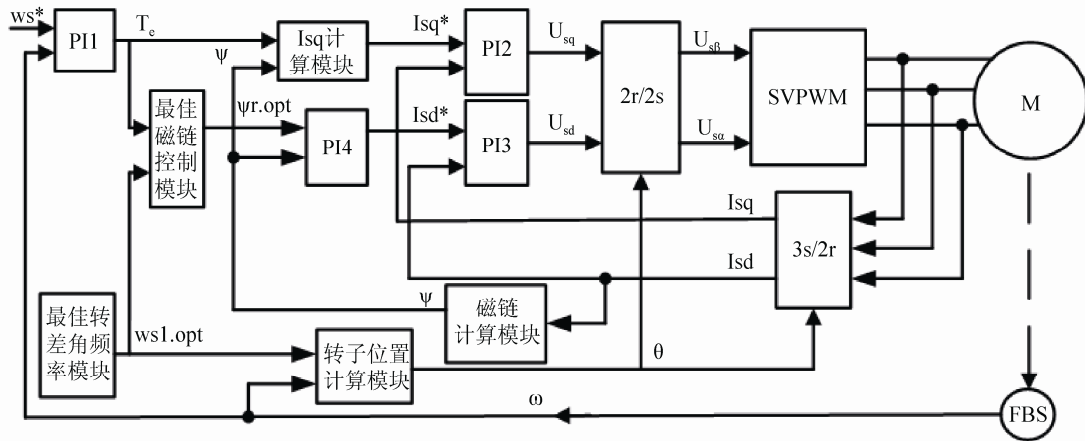 ws*
PI1
Te
ψ
Isq计
算模块
Isq*
PI2
Usq
2r/2s
Usβ
SVPWM
M
最佳
磁链
控制
模块
ψr.opt
PI4
Isd*
PI3
Usd
Usα
Isq
3s/2r
Isd
ψ
磁链
计算模块
最佳转
差角频
率模块
ws1.opt
转子位置
计算模块
θ
ω
FBS